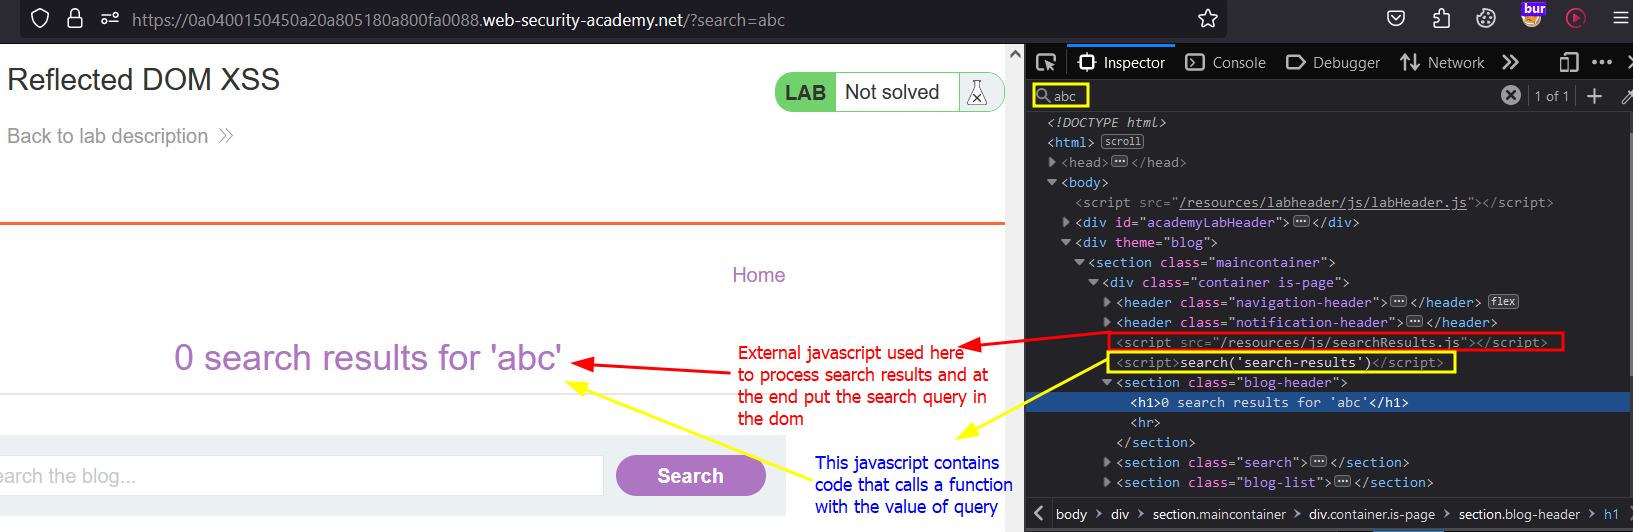 https://0a0400150450a20a805180a800fa0088.web-security-academy.net/?search=abc
bur
Reflected DOM XSS
LAB Not solved
Back to lab description
Home
0 search results for 'abc'
External javascript used here
to process search results and at
the end put the search query in
the dom
This javascript contains
code that calls a function
with the value of query
earch the blog...
Search
Inspector Console Debugger Network
abc
1 of 1
<!DOCTYPE html>
<html> scroll
<head>
</head>
<body>
<script src="/resources/labheader/js/labHeader.js"></script>
<div id="academyLabHeader"> </div>
<div theme="blog">
<section class="maincontainer">
<div class="container is-page">
<header class="navigation-header"> </header> flex
<header class="notification-header"> </header>
<script src="/resources/js/searchResults.js"></script>
<script>search('search-results')</script>
<section class="blog-header">
<h1>0 search results for 'abc'</h1>
<hr>
</section>
<section class="search"> </section>
<section class="blog-list"> </section>
body > div > section.maincontainer > div.container.is-page > section.blog-header > h1